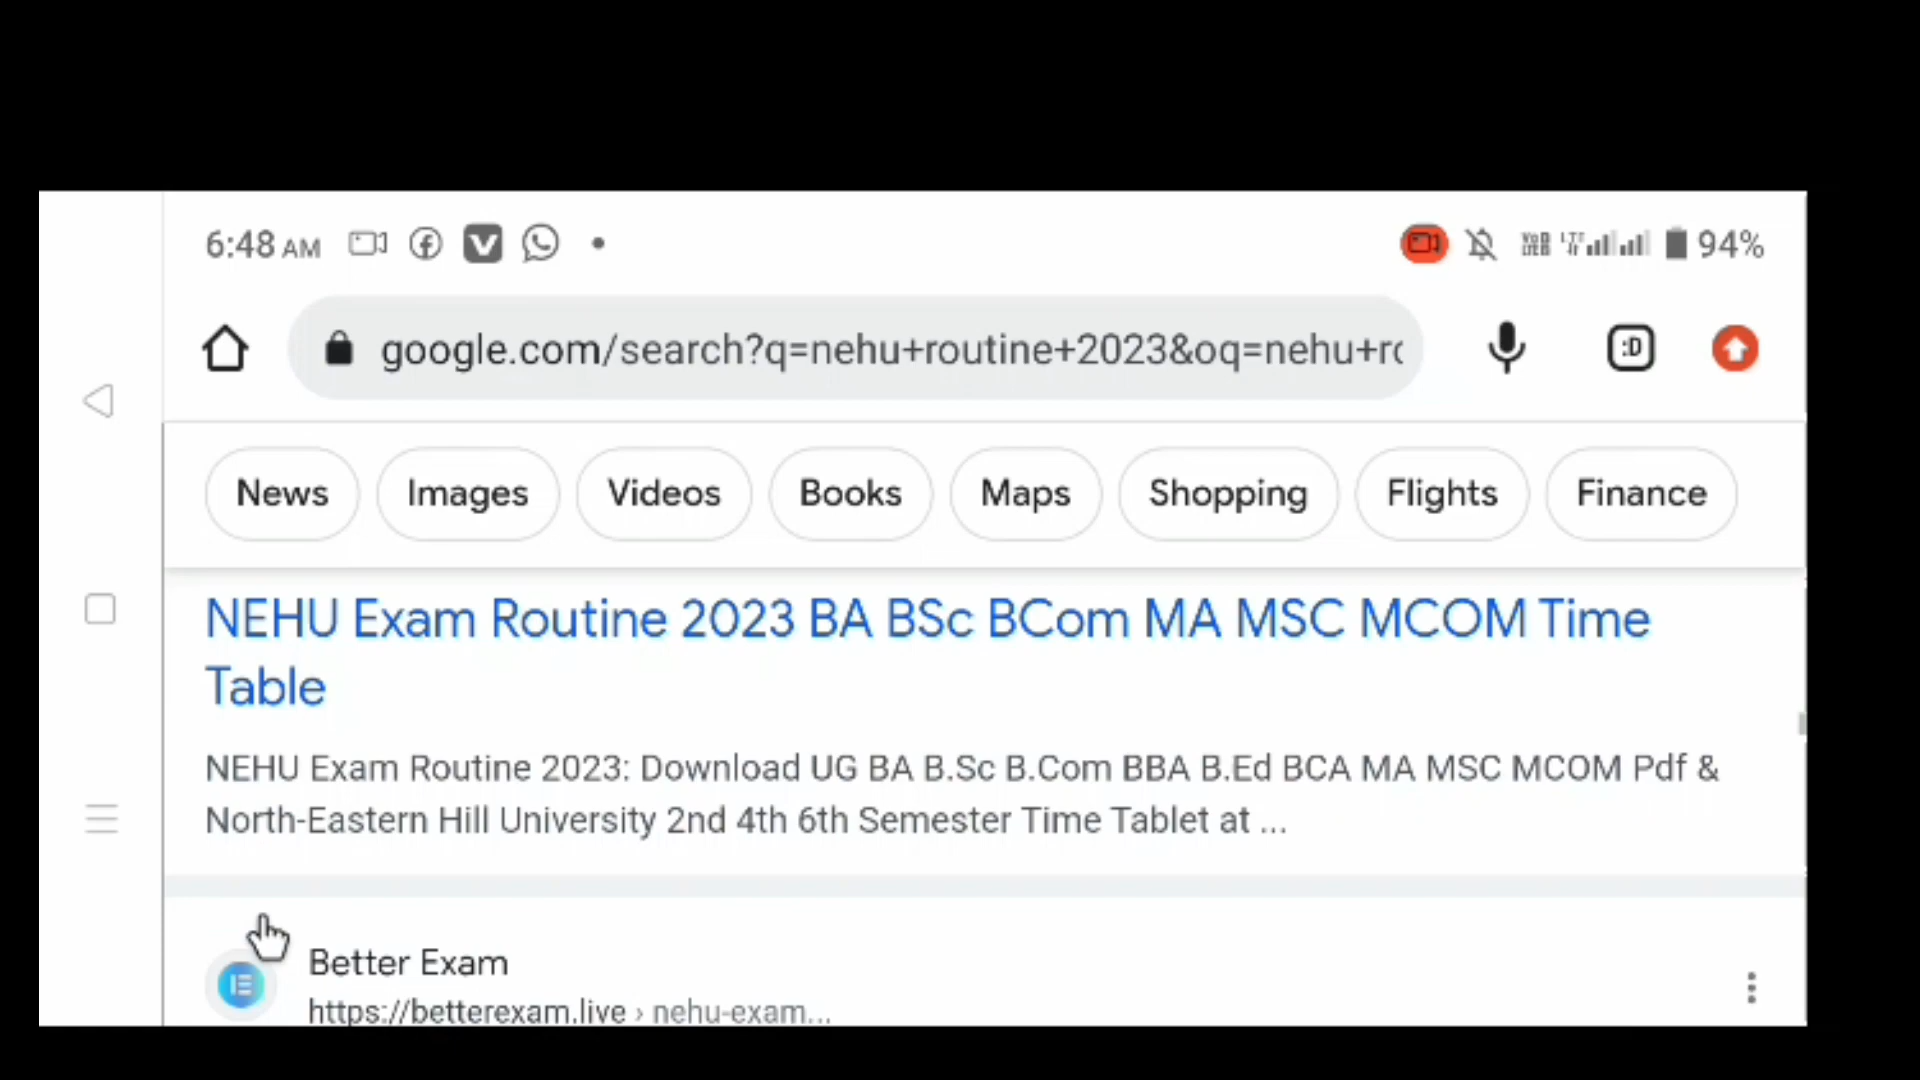 6:48 AM
94%
google.com/search?q=nehu+routine+2023&oq=nehu+rc
:D
News Images Videos Books Maps Shopping Flights Finance
NEHU Exam Routine 2023 BA BSc BCom MA MSC MCOM Time
Table
NEHU Exam Routine 2023: Download UG BA B.Sc B.Com BBA B.Ed BCA MA MSC MCOM Pdf &
North-Eastern Hill University 2nd 4th 6th Semester Time Tablet at ...
Better Exam
https://betterexam.live › nehu-exam...